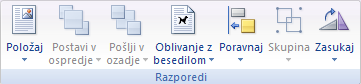 Položaj
Postavi v
ospredje
Pošlji v
ozadje
Oblivanje z
besedilom
Poravnaj
Skupina
Zasukaj
Razporedi